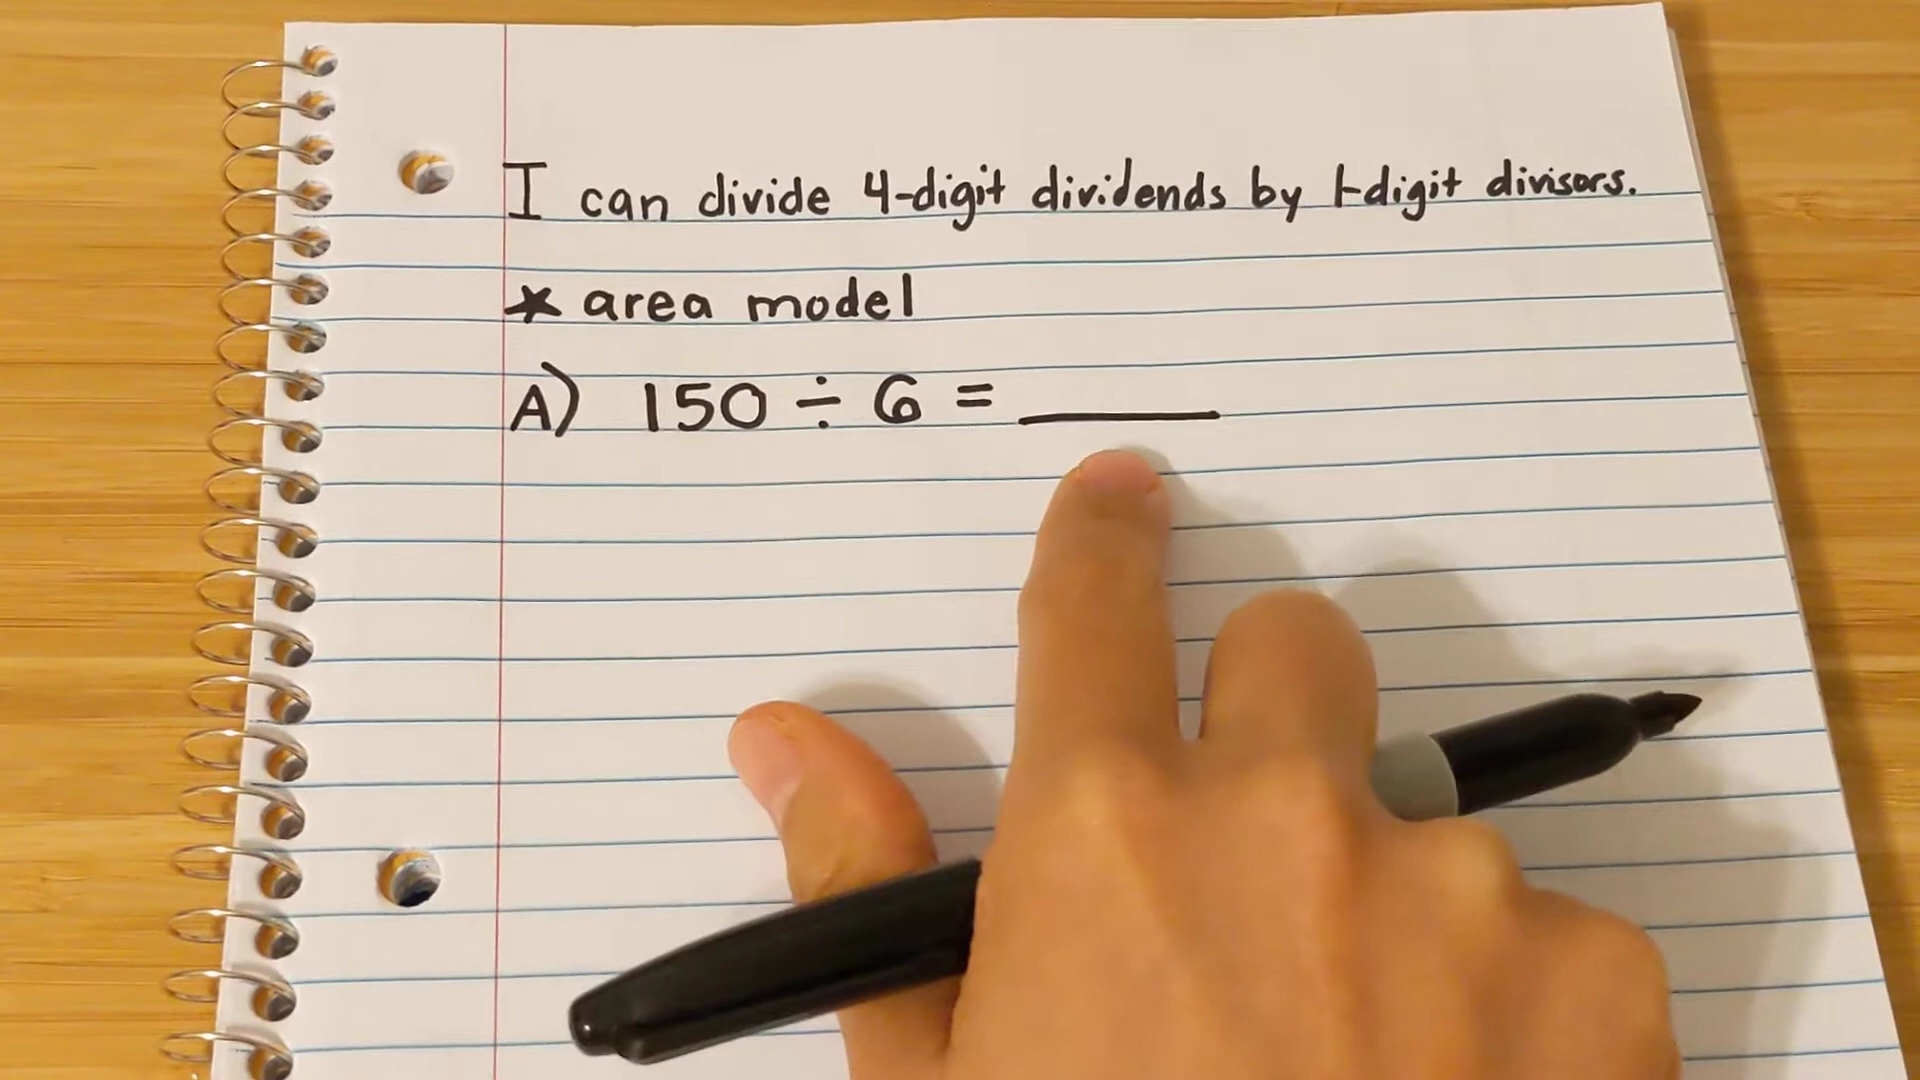 I can divide 4-digit dividends by 1-digit divisors.
* area model
A) 150 ÷ 6 = ____